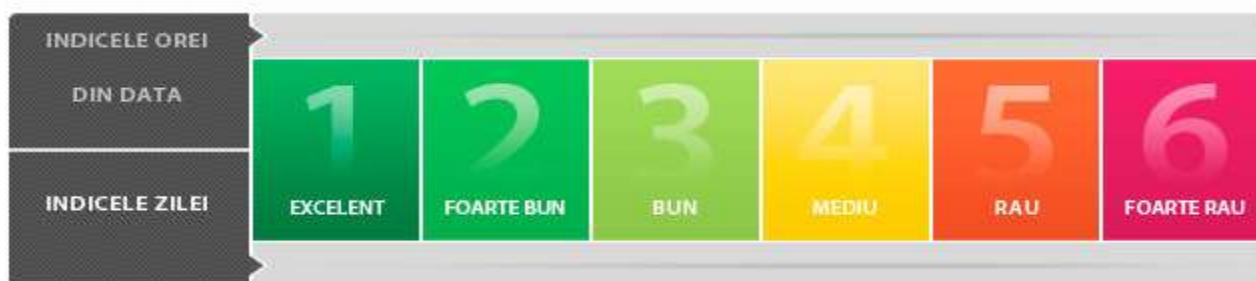 INDICELE OREI
DIN DATA
INDICELE ZILEI
1
EXCELENT
2
FOARTE BUN
3
BUN
4
MEDIU
5
RAU
6
FOARTE RAU